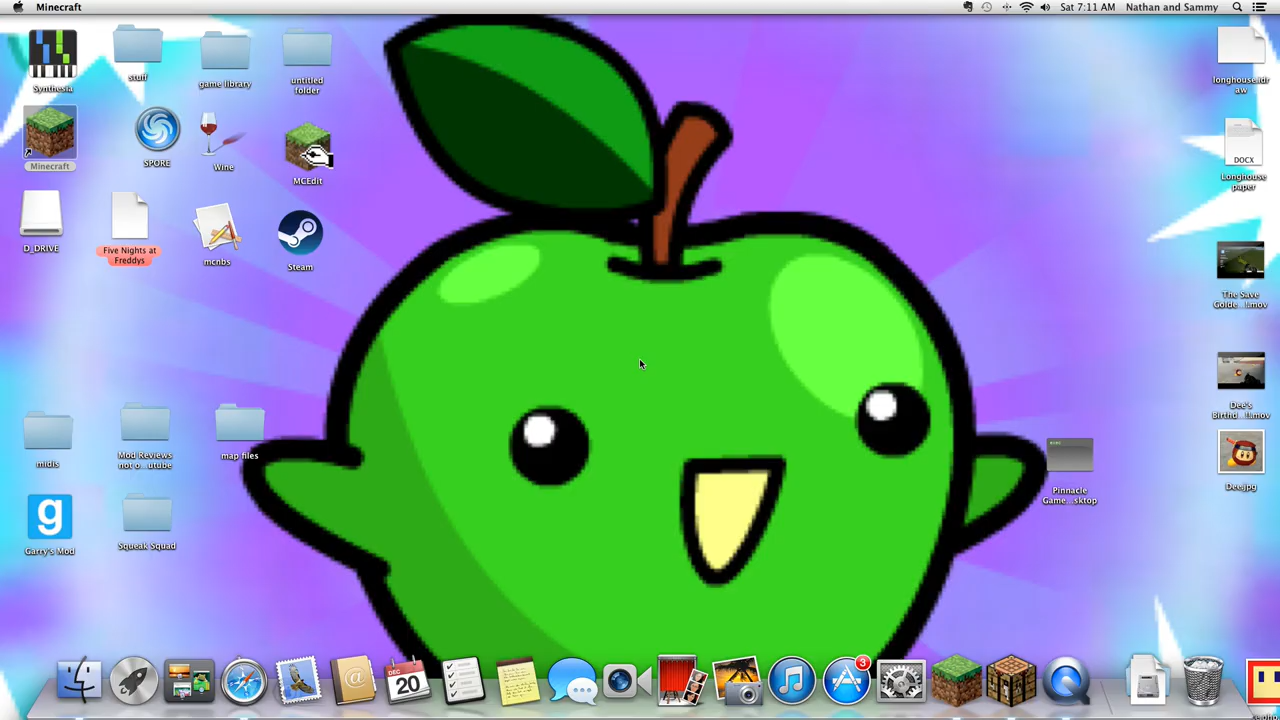 Minecraft
Sat 7:11 AM
Nathan and Sammy
Synthesia
stuff
game library
untitled
folder
longhouse.ldr
aw
Minecraft
SPORE
Wine
MCEdit
DOCX
Longhouse
paper
D_DRIVE
Five Nights at
Freddys
mcnbs
Steam
The Save
Golde...!.mov
Dee's
Birthd...!.mov
midis
Mod Reviews
not o...utube
map files
Pinnacle
Game...sktop
Dee.jpg
g
Garry's Mod
Squeak Squad
DEC
20
@
3